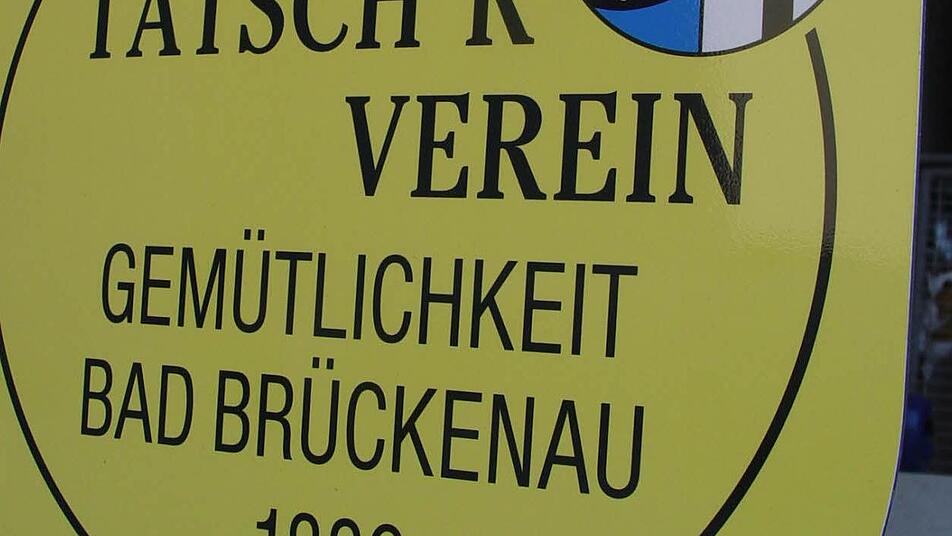 VEREIN
GEMÜTLICHKEIT
BAD BRÜCKENAU